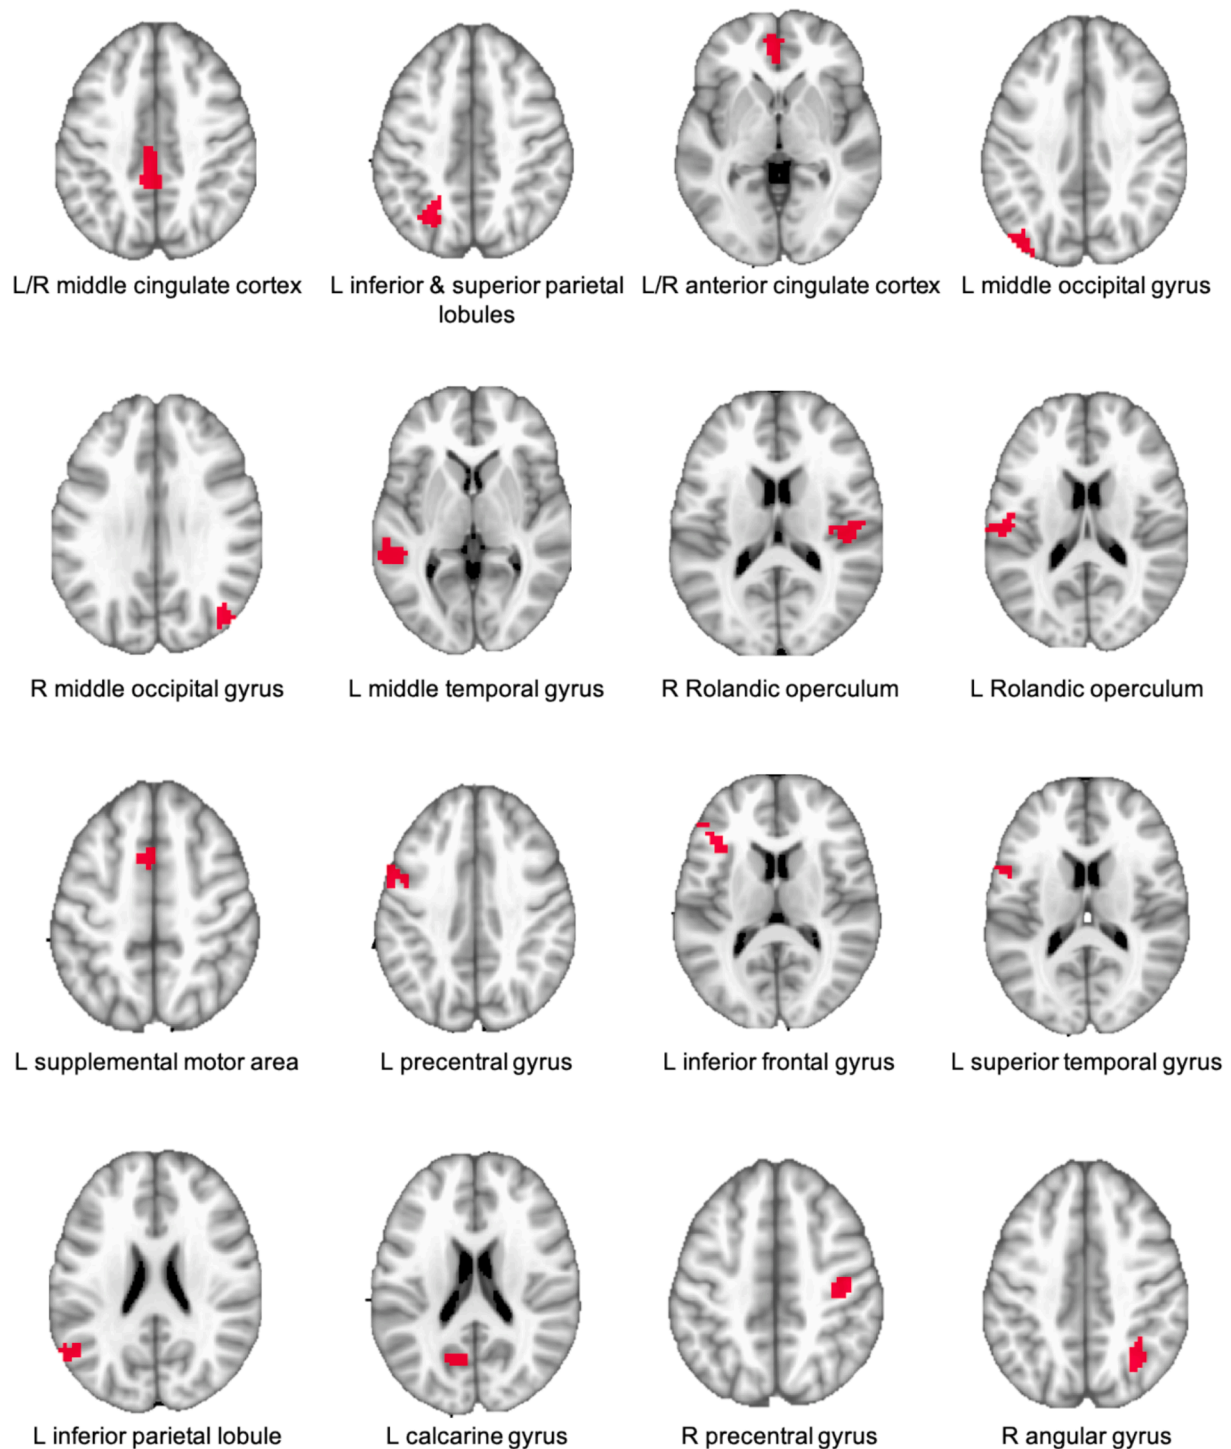 L/R middle cingulate cortex
L inferior & superior parietal
lobules
L/R anterior cingulate cortex
L middle occipital gyrus
R middle occipital gyrus
L middle temporal gyrus
R Rolandic operculum
L Rolandic operculum
L supplemental motor area
L precentral gyrus
L inferior frontal gyrus
L superior temporal gyrus
L inferior parietal lobule
L calcarine gyrus
R precentral gyrus
R angular gyrus